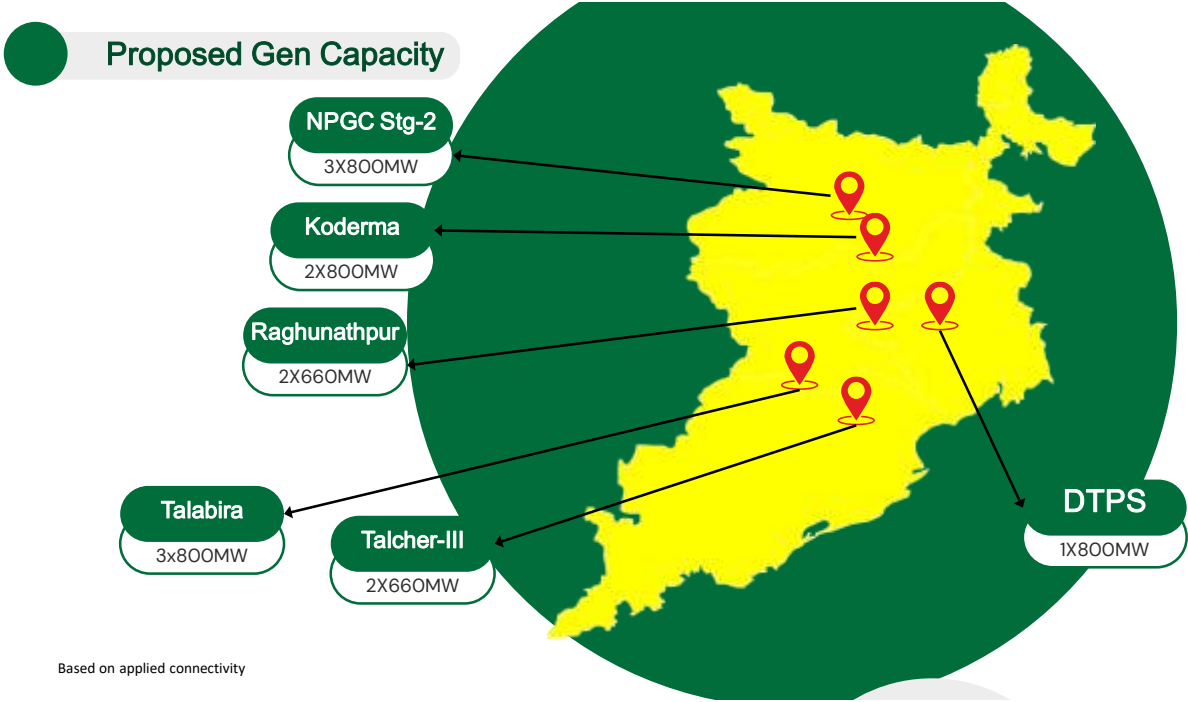 Proposed Gen Capacity
NPGC Stg-2
3X800MW
Koderma
2X800MW
Raghunathpur
2X660MW
Talabira
3x800MW
Talcher-III
2X660MW
DTPS
1X800MW
Based on applied connectivity